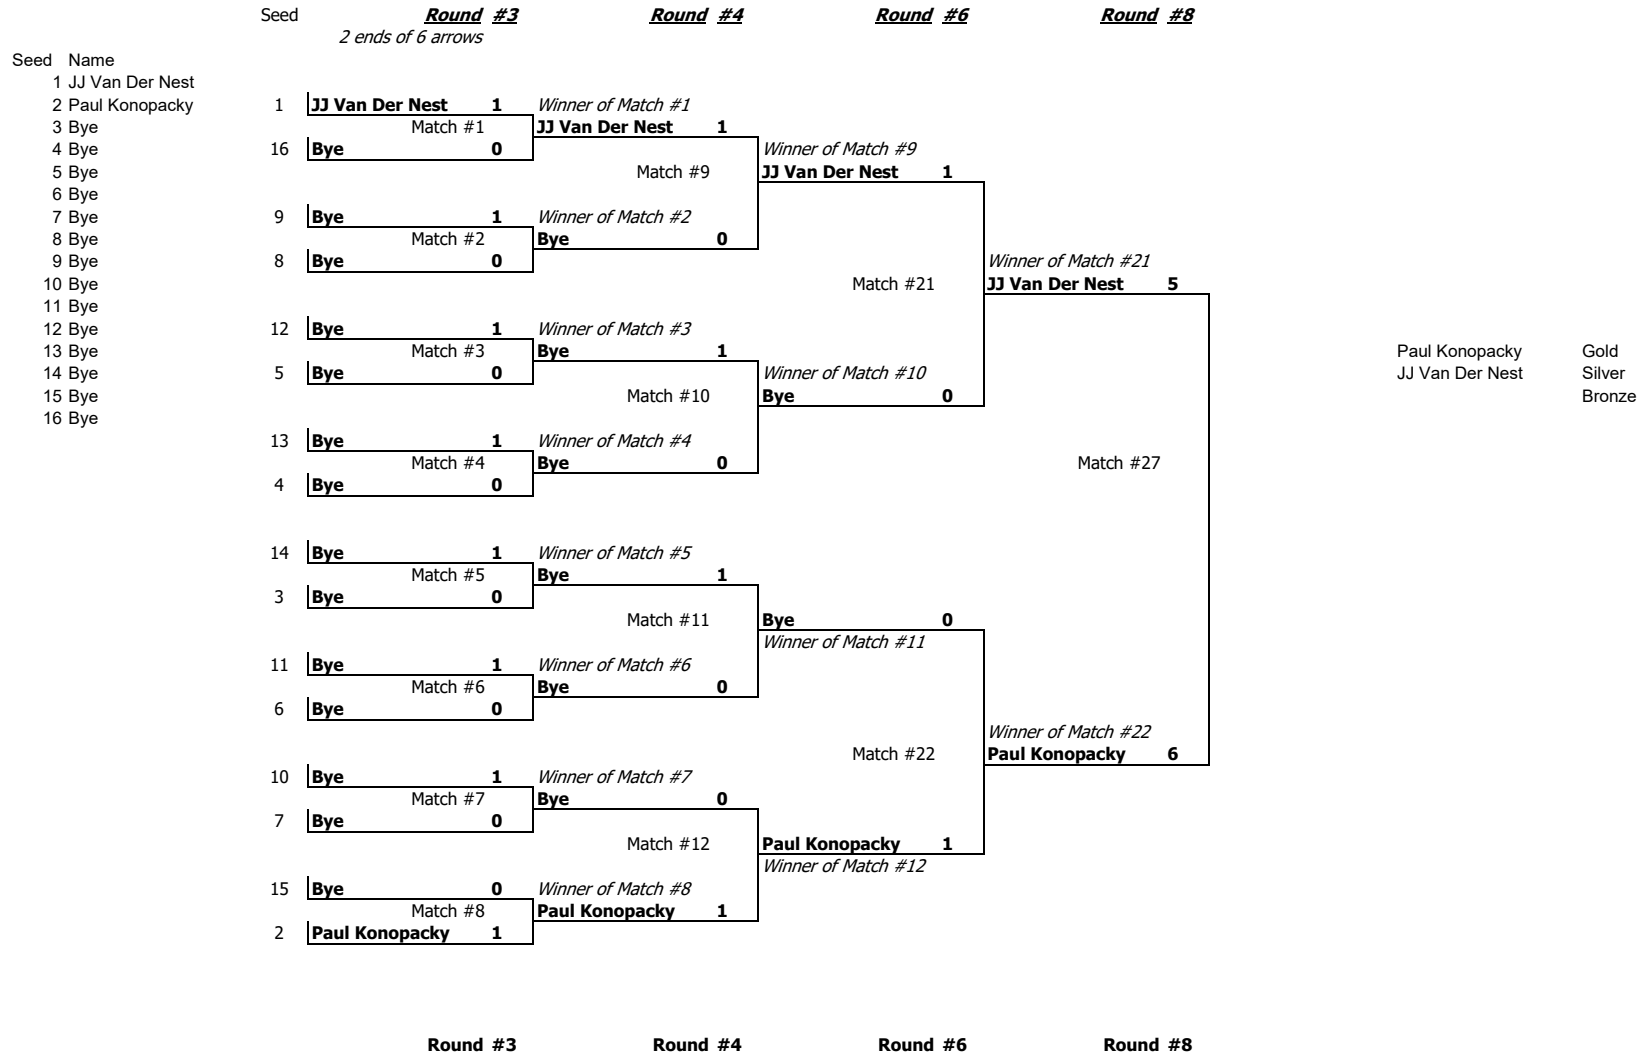 Seed Round #3 Round #4 Round #6 Round #8
2 ends of 6 arrows
Seed Name
1 JJ Van Der Nest
2 Paul Konopacky 1 JJ Van Der Nest 1 Winner of Match #1
3 Bye Match #1 JJ Van Der Nest 1
4 Bye 16 Bye 0 Winner of Match #9
5 Bye Match #9 JJ Van Der Nest 1
6 Bye
7 Bye 9 Bye 1 Winner of Match #2
8 Bye Match #2 Bye 0
9 Bye 8 Bye 0 Winner of Match #21
10 Bye Match #21 JJ Van Der Nest 5
11 Bye
12 Bye 12 Bye 1 Winner of Match #3
13 Bye Match #3 Bye 1 Paul Konopacky Gold
14 Bye 5 Bye 0 Winner of Match #10 JJ Van Der Nest Silver
15 Bye Match #10 Bye 0 Bronze
16 Bye
13 Bye 1 Winner of Match #4
Match #4 Bye 0 Match #27
4 Bye 0
14 Bye 1 Winner of Match #5
Match #5 Bye 1
3 Bye 0
Match #11 Bye 0
Winner of Match #11
11 Bye 1 Winner of Match #6
Match #6 Bye 0
6 Bye 0
Winner of Match #22
Match #22 Paul Konopacky 6
10 Bye 1 Winner of Match #7
Match #7 Bye 0
7 Bye 0
Match #12 Paul Konopacky 1
Winner of Match #12
15 Bye 0 Winner of Match #8
Match #8 Paul Konopacky 1
2 Paul Konopacky 1
Round #3 Round #4 Round #6 Round #8